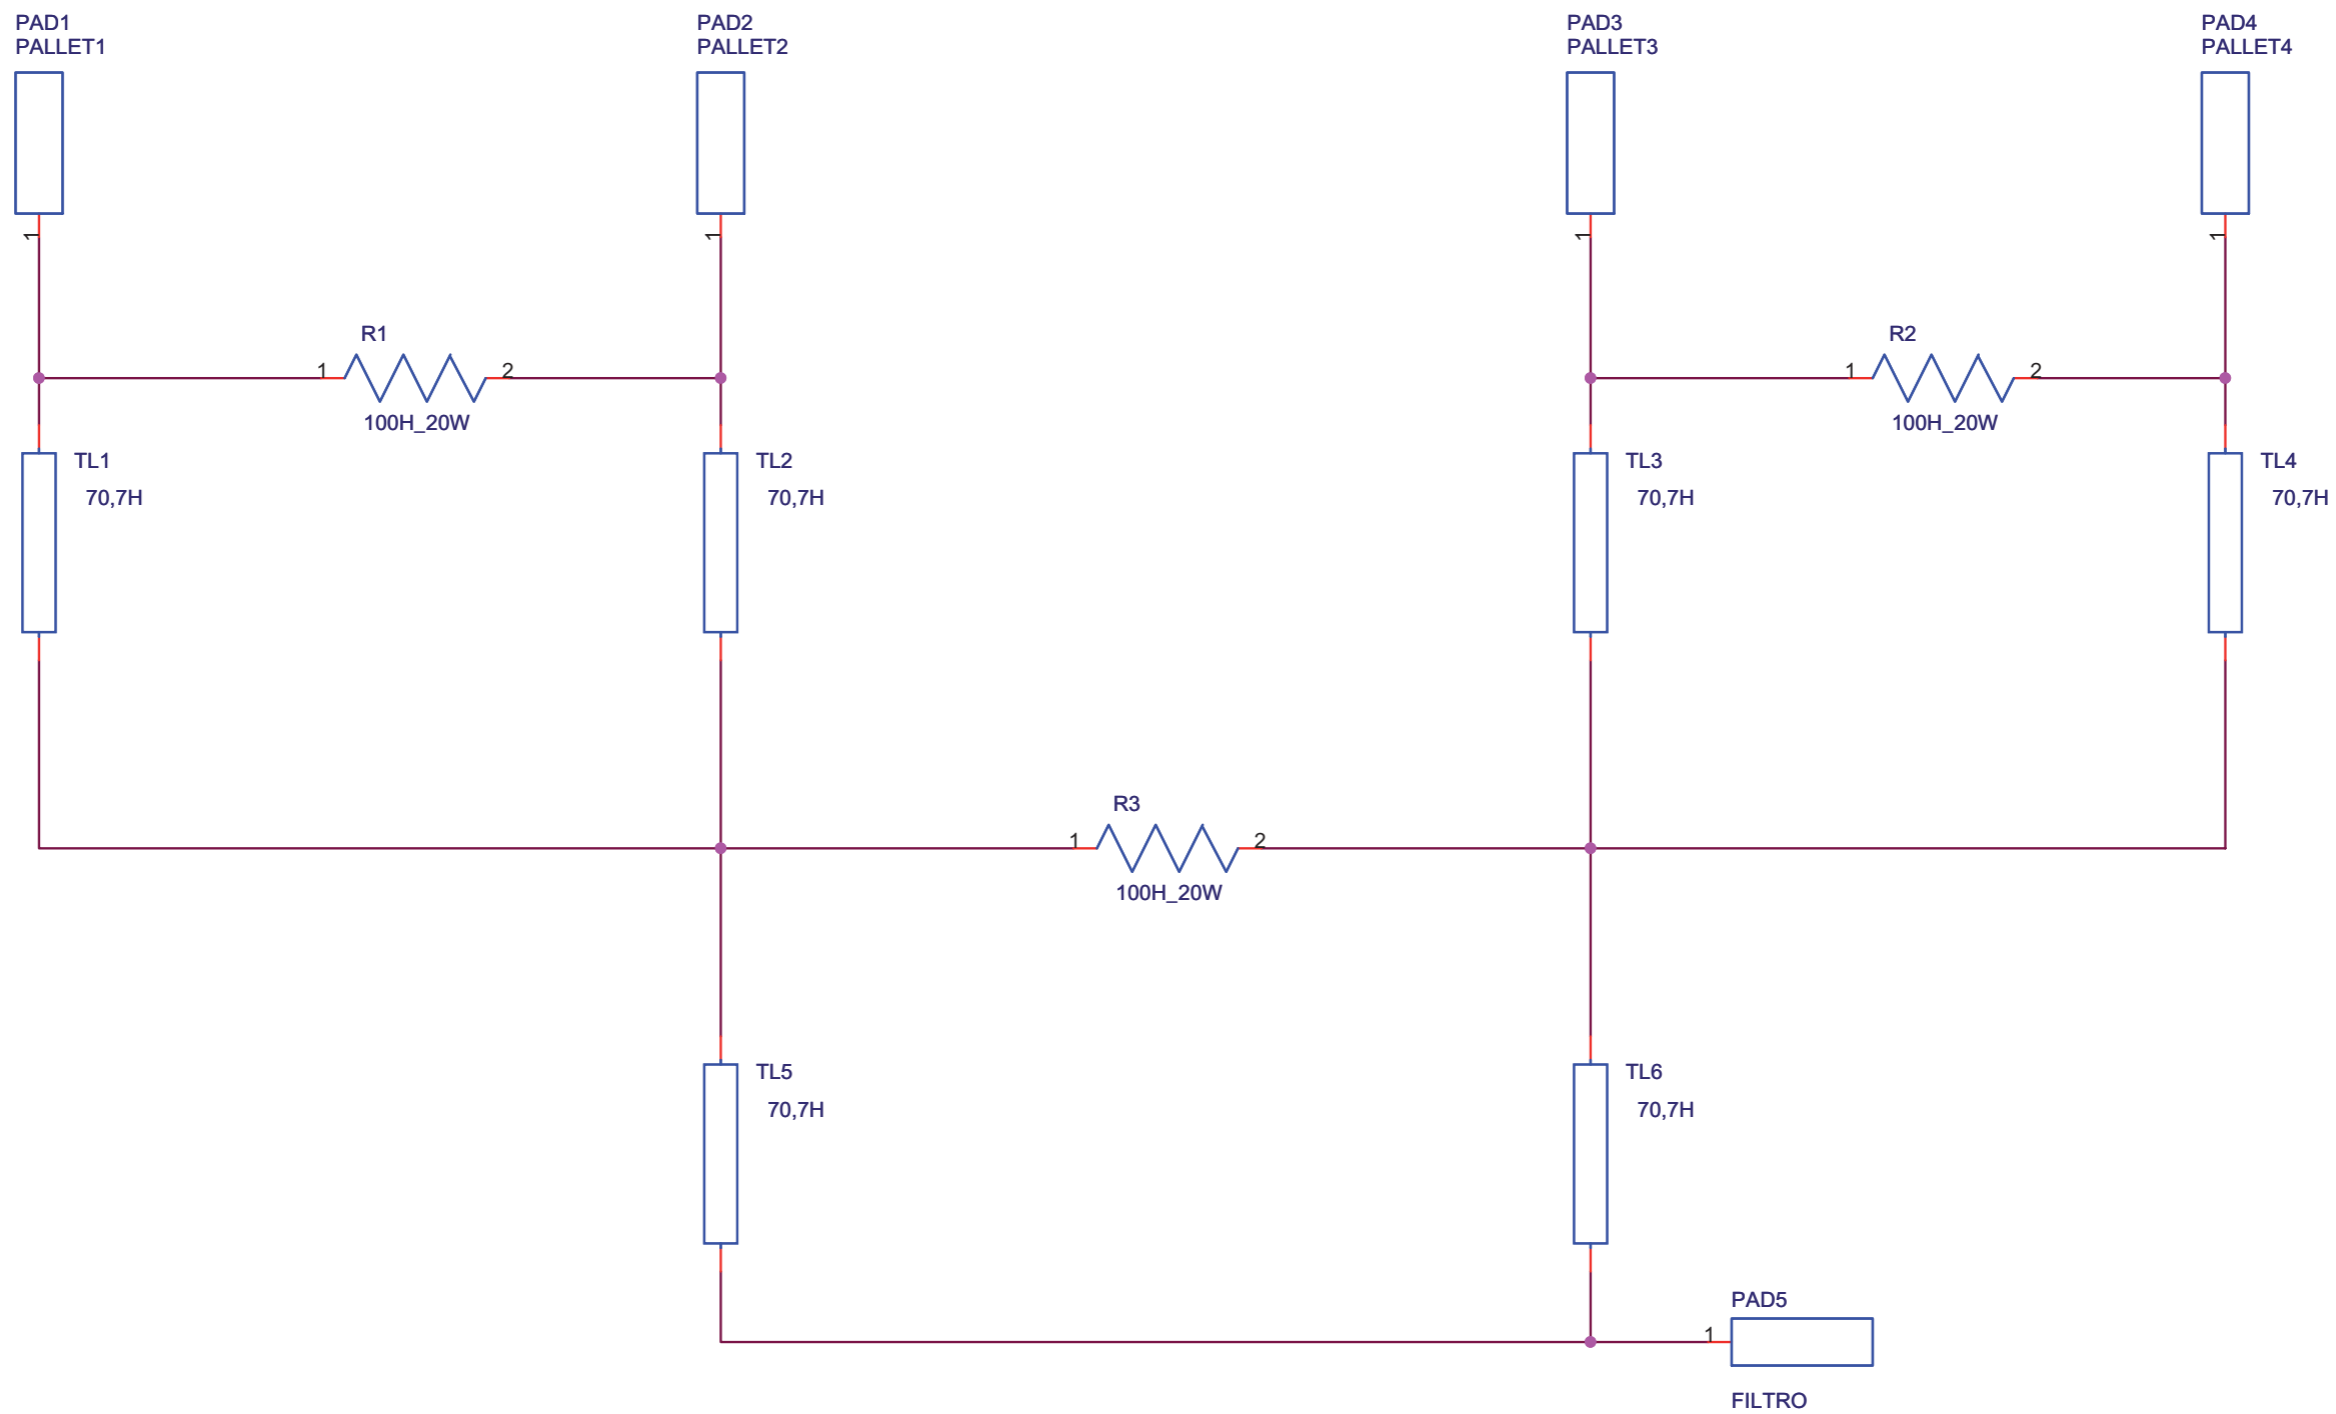 PAD1
PALLET1
PAD2
PALLET2
PAD3
PALLET3
PAD4
PALLET4
1
1
1
1
R1
1
2
100H_20W
R2
1
2
100H_20W
TL1
70,7H
TL2
70,7H
TL3
70,7H
TL4
70,7H
R3
1
2
100H_20W
TL5
70,7H
TL6
70,7H
PAD5
1
FILTRO